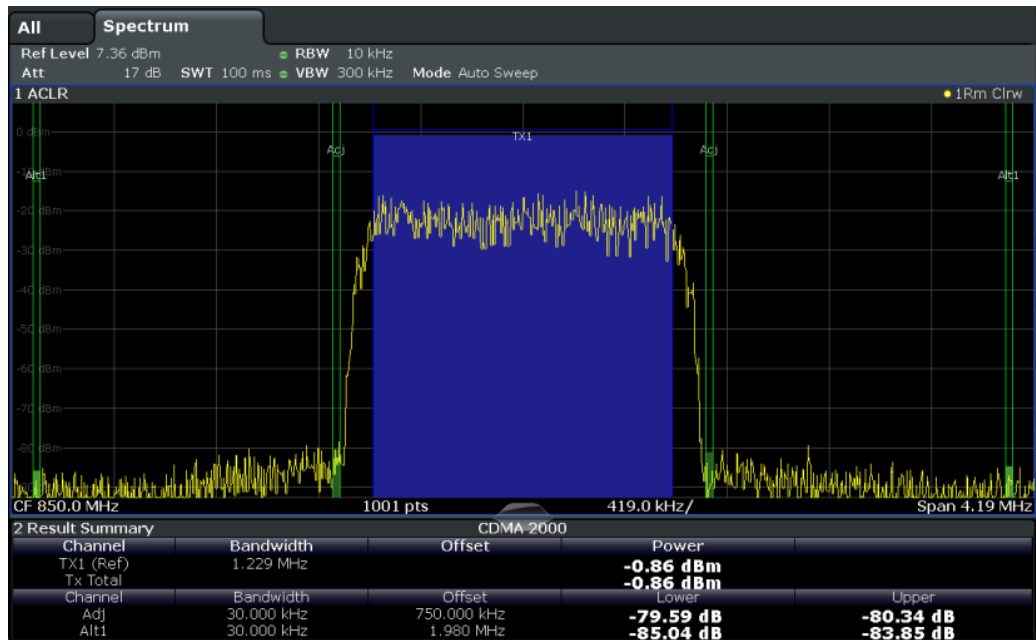 All Spectrum
Ref Level 7.36 dBm RBW 10 kHz
Att 17 dB SWT 100 ms VBW 300 kHz Mode Auto Sweep
1 ACLR 1Rm Clrw
0 dBm
TX1
Adj Adj
-10 dBm
Alt1 Alt1
-20 dBm
-30 dBm
-40 dBm
-50 dBm
-60 dBm
-70 dBm
-80 dBm
CF 850.0 MHz 1001 pts 419.0 kHz/ Span 4.19 MHz
2 Result Summary CDMA 2000
Channel Bandwidth Offset Power
TX1 (Ref) 1.229 MHz -0.86 dBm
Tx Total -0.86 dBm
Channel Bandwidth Offset Lower Upper
Adj 30.000 kHz 750.000 kHz -79.59 dB -80.34 dB
Alt1 30.000 kHz 1.980 MHz -85.04 dB -83.85 dB